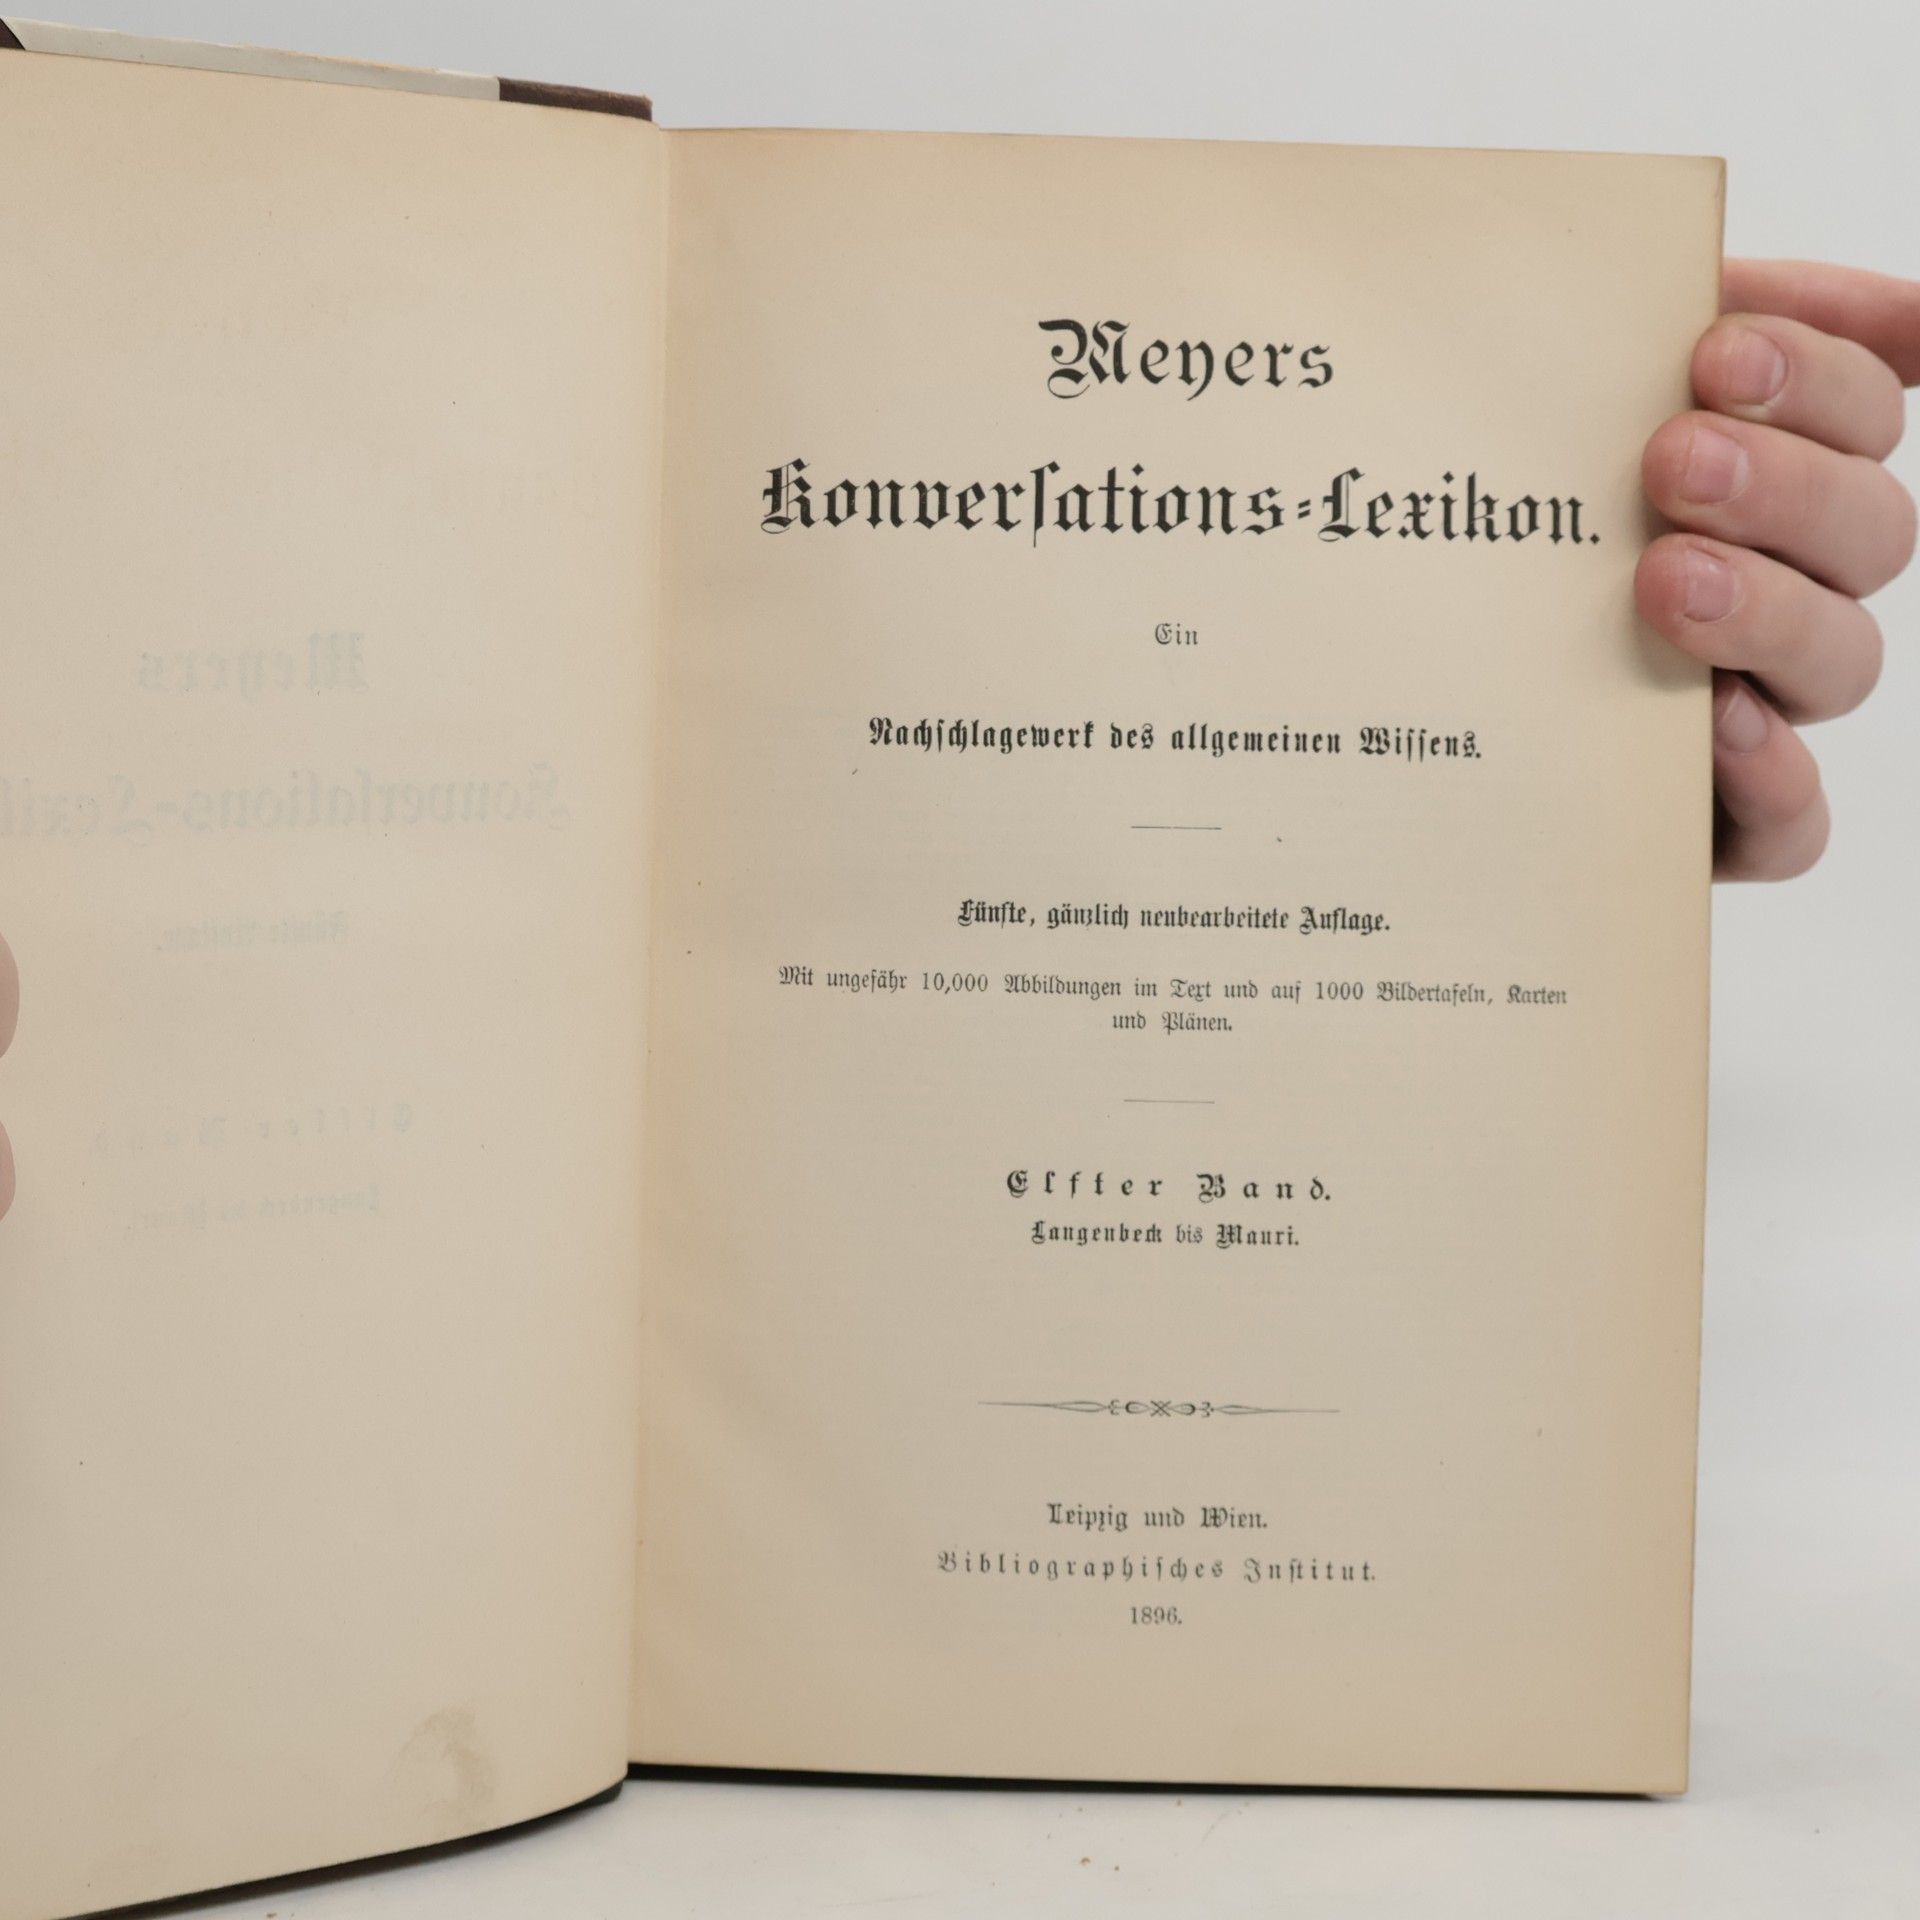 Meyers
Konverſations=Lexikon.
Ein
Nachſchlagewerk des allgemeinen Wiſſens.
Fünfte, gänzlich neubearbeitete Auflage.
Mit ungefähr 10,000 Abbildungen im Text und auf 1000 Bildertafeln, Karten
und Plänen.
Elfter Band.
Langenbeck bis Mauri.
Leipzig und Wien.
Bibliographiſches Inſtitut.
1896.